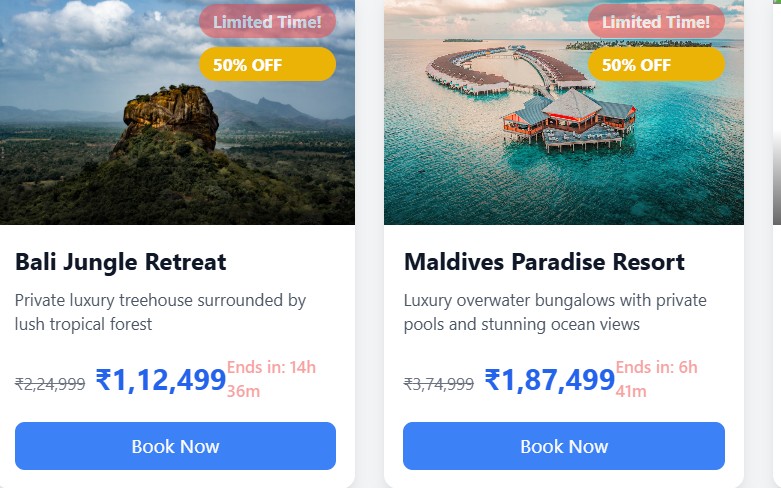 Limited Time!
50% OFF
Bali Jungle Retreat
Private luxury treehouse surrounded by
lush tropical forest
₹2,24,999 ₹1,12,499 Ends in: 14h
36m
Book Now
Limited Time!
50% OFF
Maldives Paradise Resort
Luxury overwater bungalows with private
pools and stunning ocean views
₹3,74,999 ₹1,87,499 Ends in: 6h
41m
Book Now